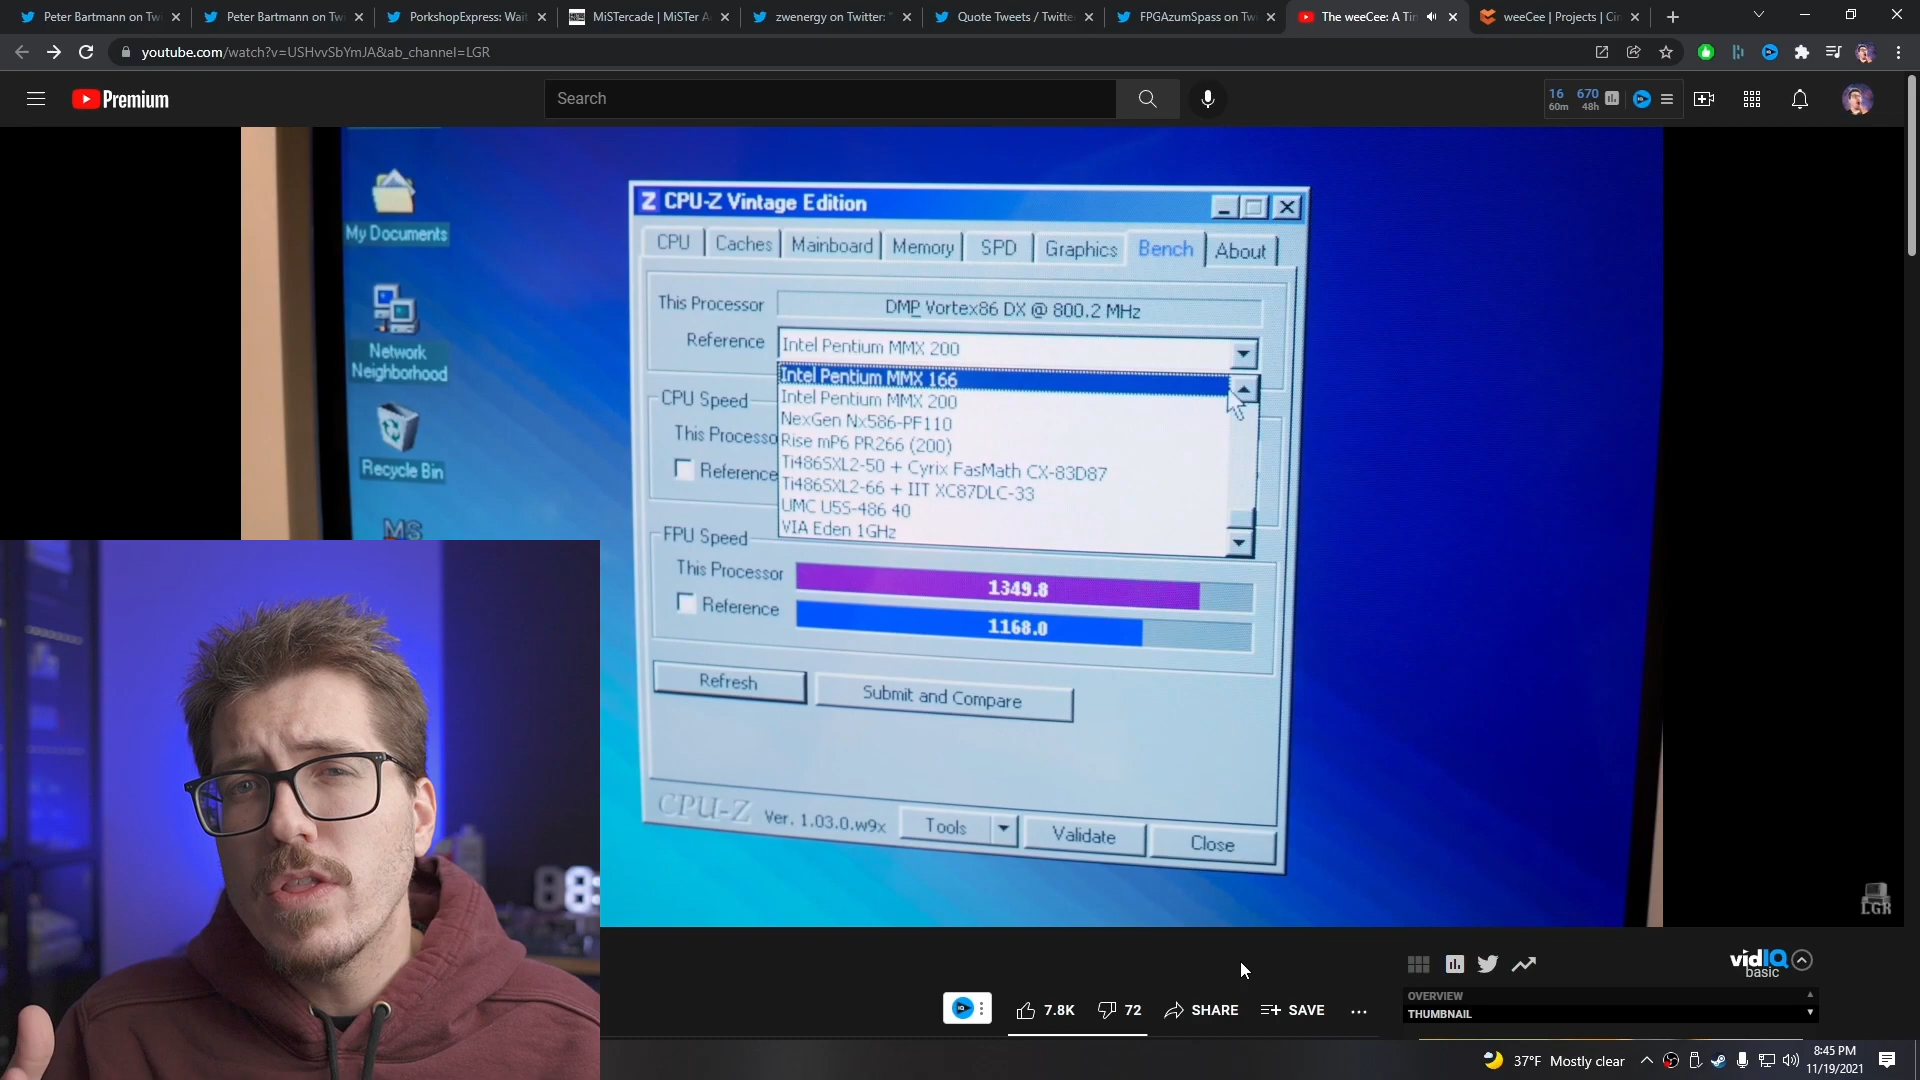 Peter Bartmann on Tw
Peter Bartmann on Tw
PorkshopExpress: Wait
MiSTercade | MiSTer A
zwenergy on Twitter: "
Quote Tweets / Twitte
FPGAzumSpass on Tw
The weeCee: A Tin
weeCee | Projects | Cir
youtube.com/watch?v=USHvvSbYmJA&ab_channel=LGR
Premium
Search
16 670
60m 48h
My Documents
Network
Neighborhood
Recycle Bin
MS
CPU-Z Vintage Edition
CPU Caches Mainboard Memory SPD Graphics Bench About
This Processor DMP Vortex86 DX @ 800.2 MHz
Reference Intel Pentium MMX 200
Intel Pentium MMX 166
Intel Pentium MMX 200
NexGen Nx586-PF110
Rise mP6 PR266 (200)
Ti486SXL2-50 + Cyrix FasMath CX-83D87
Ti486SXL2-66 + IIT XC87DLC-33
UMC U5S-486 40
VIA Eden 1GHz
CPU Speed
This Processo
Reference
FPU Speed
This Processor 1349.8
Reference 1168.0
Refresh Submit and Compare
CPU-Z Ver. 1.03.0.w9x Tools Validate Close
LGR
vidIQ
basic
7.8K 72 SHARE SAVE
OVERVIEW
THUMBNAIL
37°F Mostly clear
8:45 PM
11/19/2021